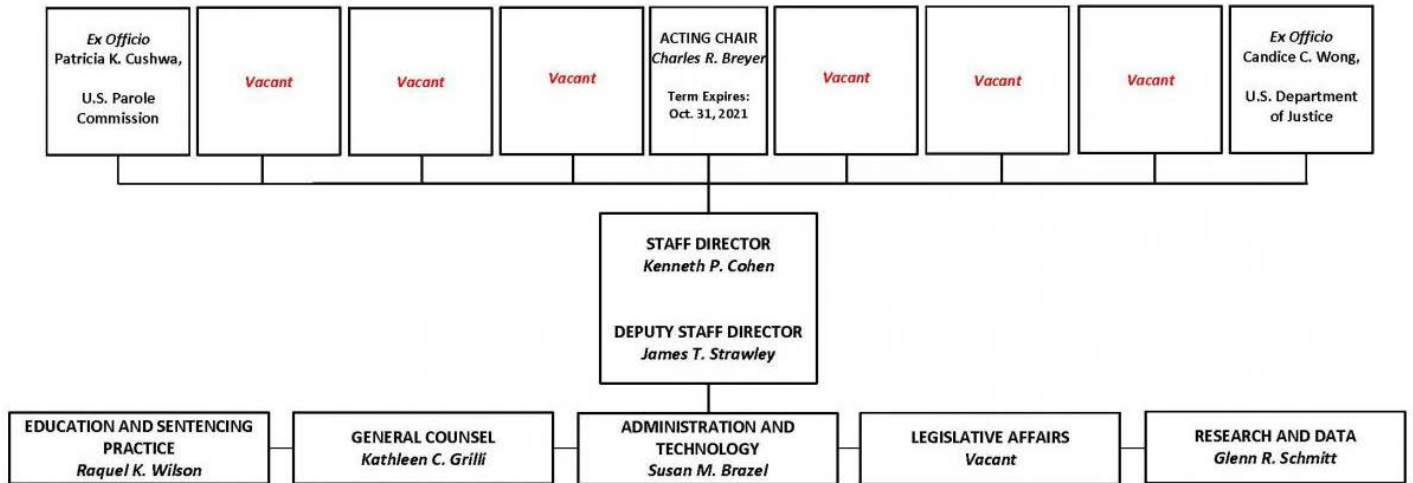 Ex Officio
Patricia K. Cushwa,
U.S. Parole
Commission
Vacant
Vacant
Vacant
ACTING CHAIR
Charles R. Breyer
Term Expires:
Oct. 31, 2021
Vacant
Vacant
Vacant
Ex Officio
Candice C. Wong,
U.S. Department
of Justice
STAFF DIRECTOR
Kenneth P. Cohen
DEPUTY STAFF DIRECTOR
James T. Strawley
EDUCATION AND SENTENCING
PRACTICE
Raquel K. Wilson
GENERAL COUNSEL
Kathleen C. Grilli
ADMINISTRATION AND
TECHNOLOGY
Susan M. Brazel
LEGISLATIVE AFFAIRS
Vacant
RESEARCH AND DATA
Glenn R. Schmitt